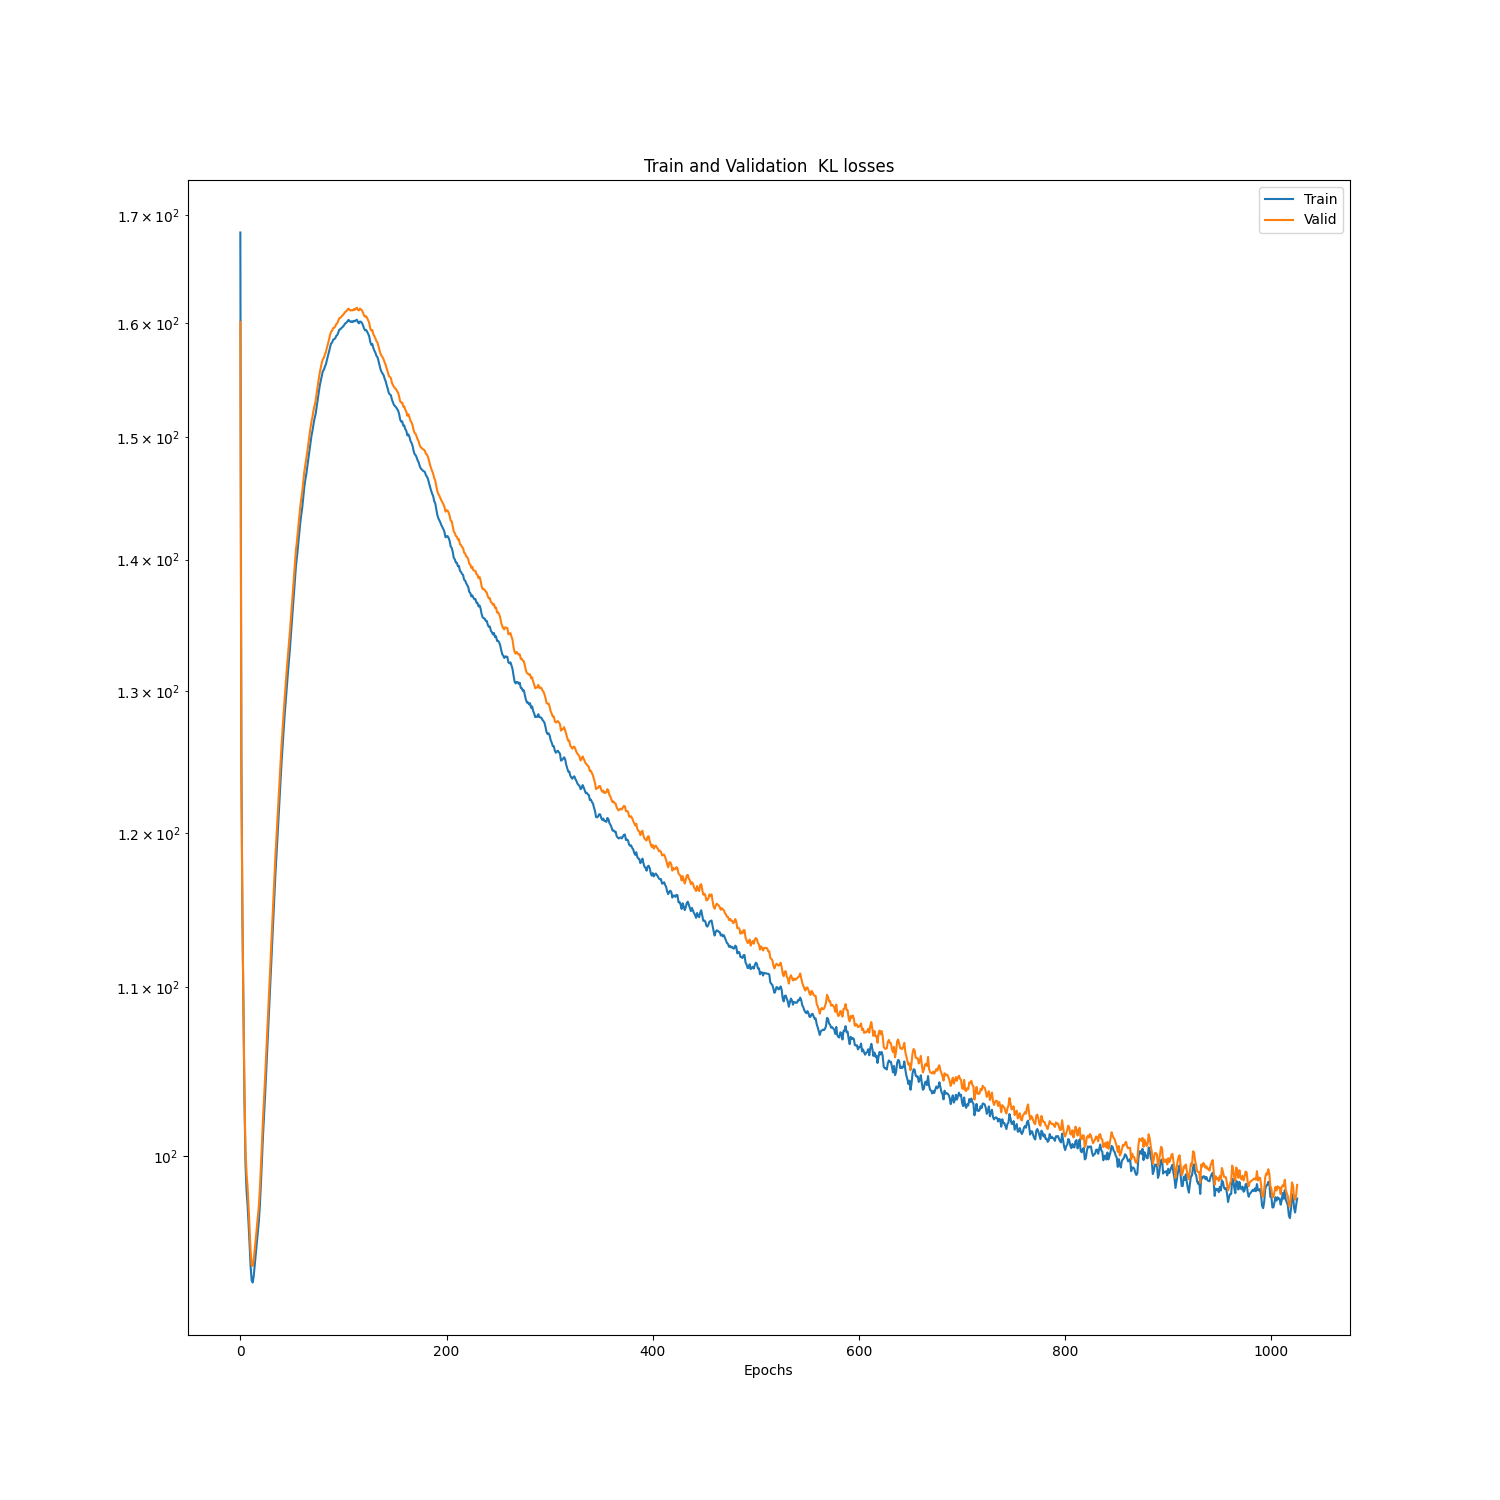 Train and Validation  KL losses
Train
Valid
1.7 × 10²
1.6 × 10²
1.5 × 10²
1.4 × 10²
1.3 × 10²
1.2 × 10²
1.1 × 10²
10²
0 200 400 600 800 1000
Epochs